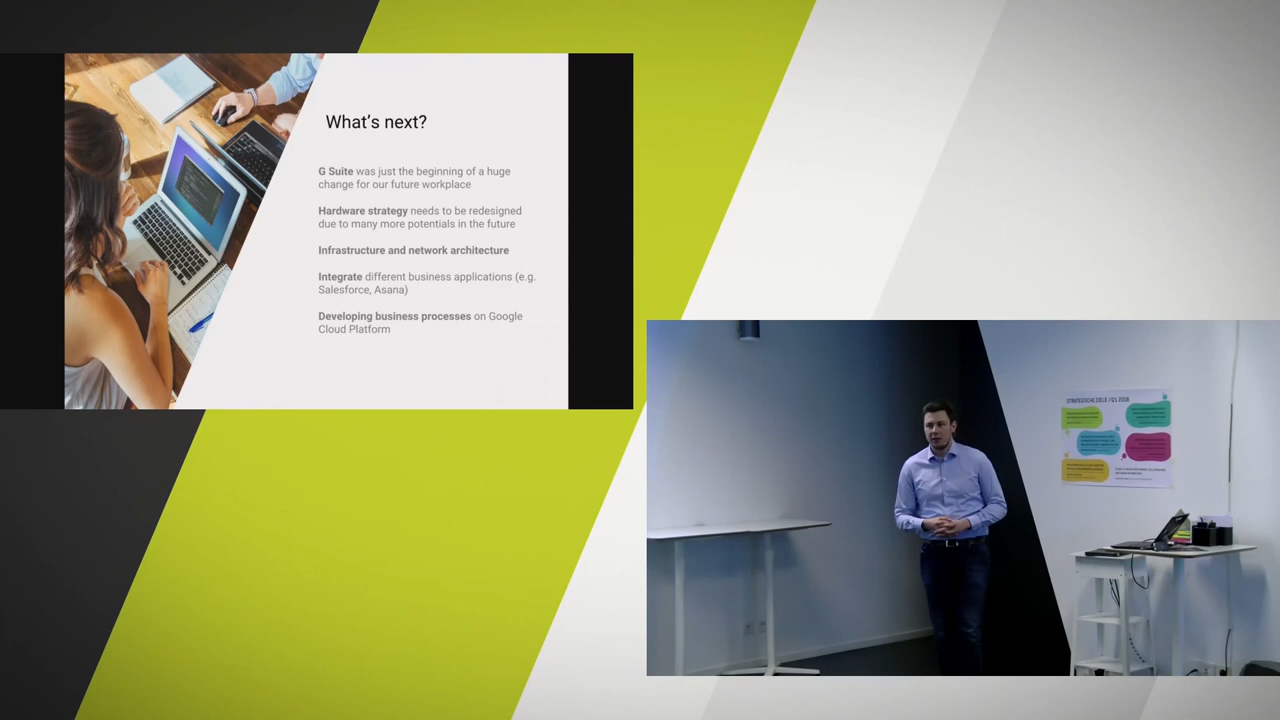 What's next?
G Suite was just the beginning of a huge
change for our future workplace
Hardware strategy needs to be redesigned
due to many more potentials in the future
Infrastructure and network architecture
Integrate different business applications (e.g.
Salesforce, Asana)
Developing business processes on Google
Cloud Platform
STRATEGISCHE ZIELE //Q1 2018